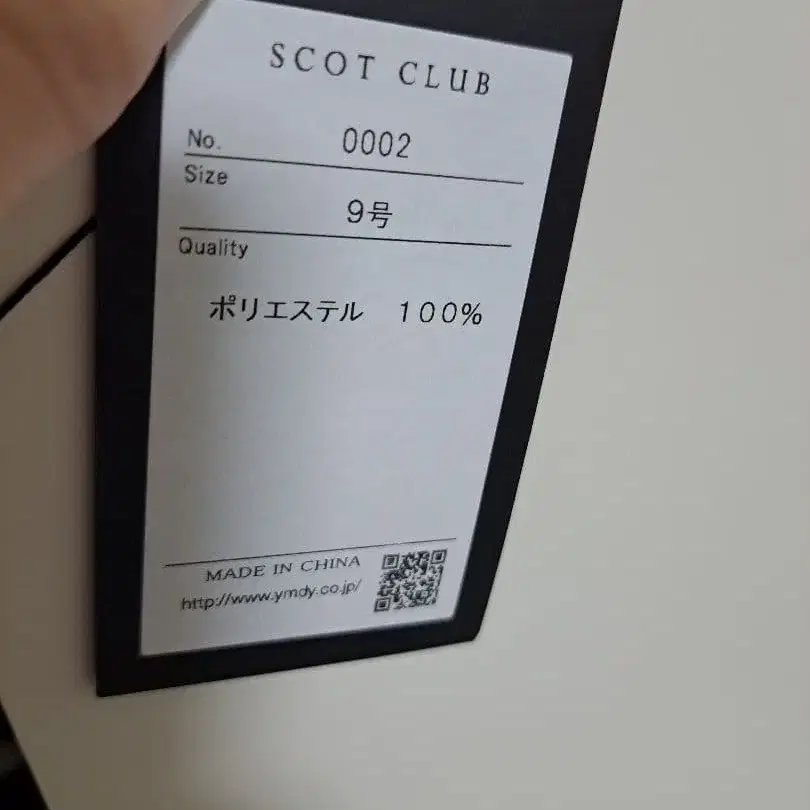 SCOT CLUB
No. 0002
Size
9号
Quality
ポリエステル 100%
MADE IN CHINA
http://www.ymdy.co.jp/